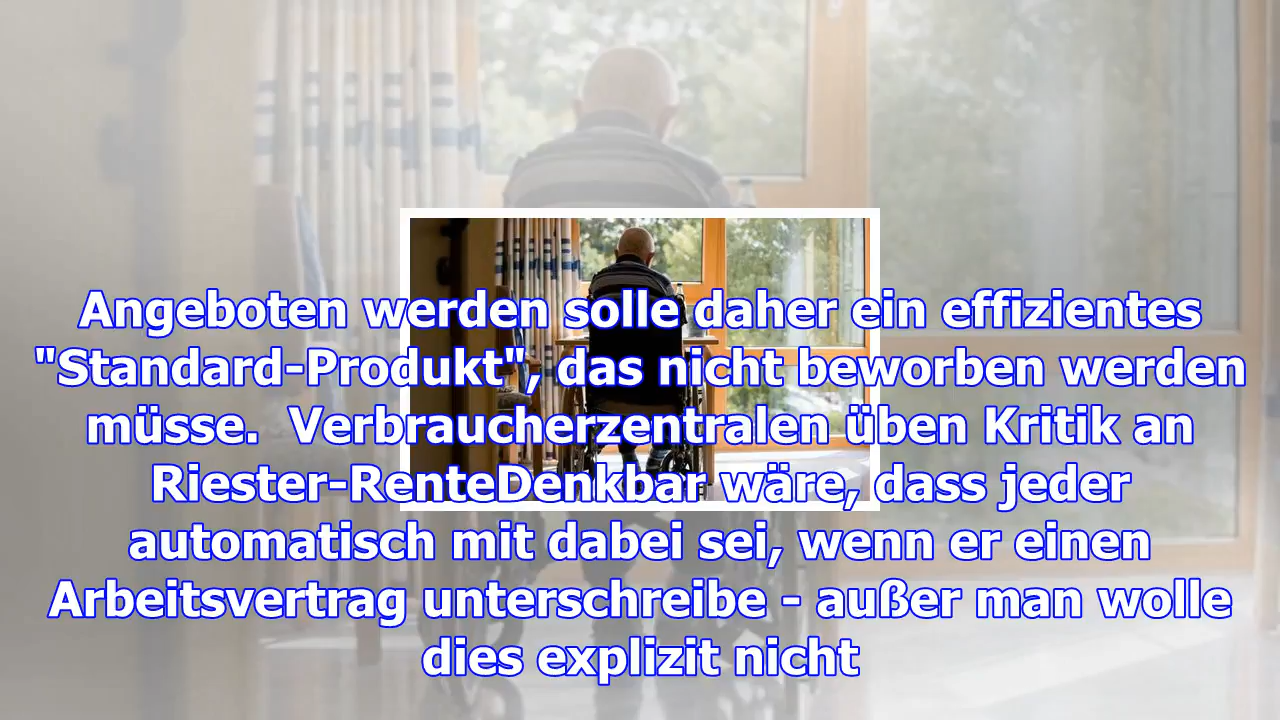 Angeboten werden solle daher ein effizientes
"Standard-Produkt", das nicht beworben werden
müsse.  Verbraucherzentralen üben Kritik an
Riester-RenteDenkbar wäre, dass jeder
automatisch mit dabei sei, wenn er einen
Arbeitsvertrag unterschreibe - außer man wolle
dies explizit nicht